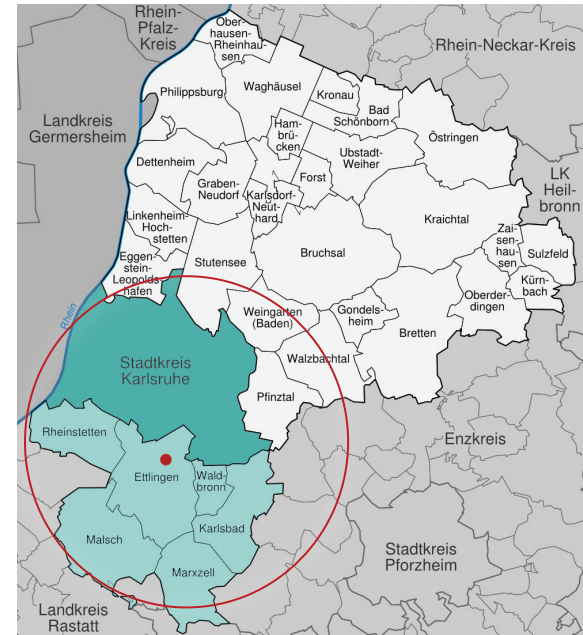 Rhein-
Pfalz-
Kreis
Ober-
hausen-
Rheinhau-
sen
Rhein-Neckar-Kreis
Philippsburg
Waghäusel
Kronau
Bad
Schönborn
Landkreis
Germersheim
Ham-
brü-
cken
Östringen
Dettenheim
Ubstadt-
Weiher
LK
Heil-
bronn
Graben-
Neudorf
Forst
Karlsdorf-
Neut-
hard
Linkenheim-
Hoch-
stetten
Kraichtal
Zai-
sen-
hau-
sen
Sulzfeld
Eggen-
stein-
Leopolds-
hafen
Stutensee
Bruchsal
Kürn-
bach
Oberder-
dingen
Rhein
Weingarten
(Baden)
Gondels-
heim
Bretten
Stadtkreis
Karlsruhe
Walzbachtal
Pfinztal
Rheinstetten
Enzkreis
Ettlingen
Wald-
bronn
Karlsbad
Malsch
Marxzell
Stadtkreis
Pforzheim
Landkreis
Rastatt